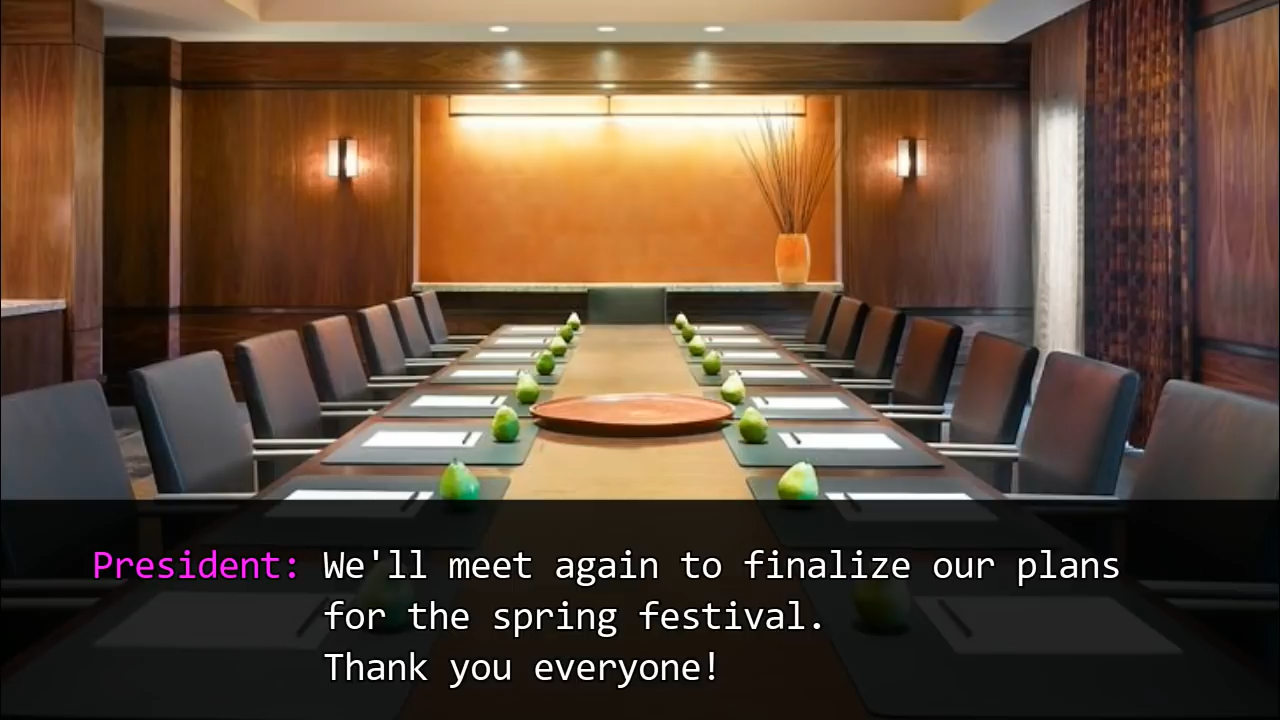 President: We'll meet again to finalize our plans
for the spring festival.
Thank you everyone!